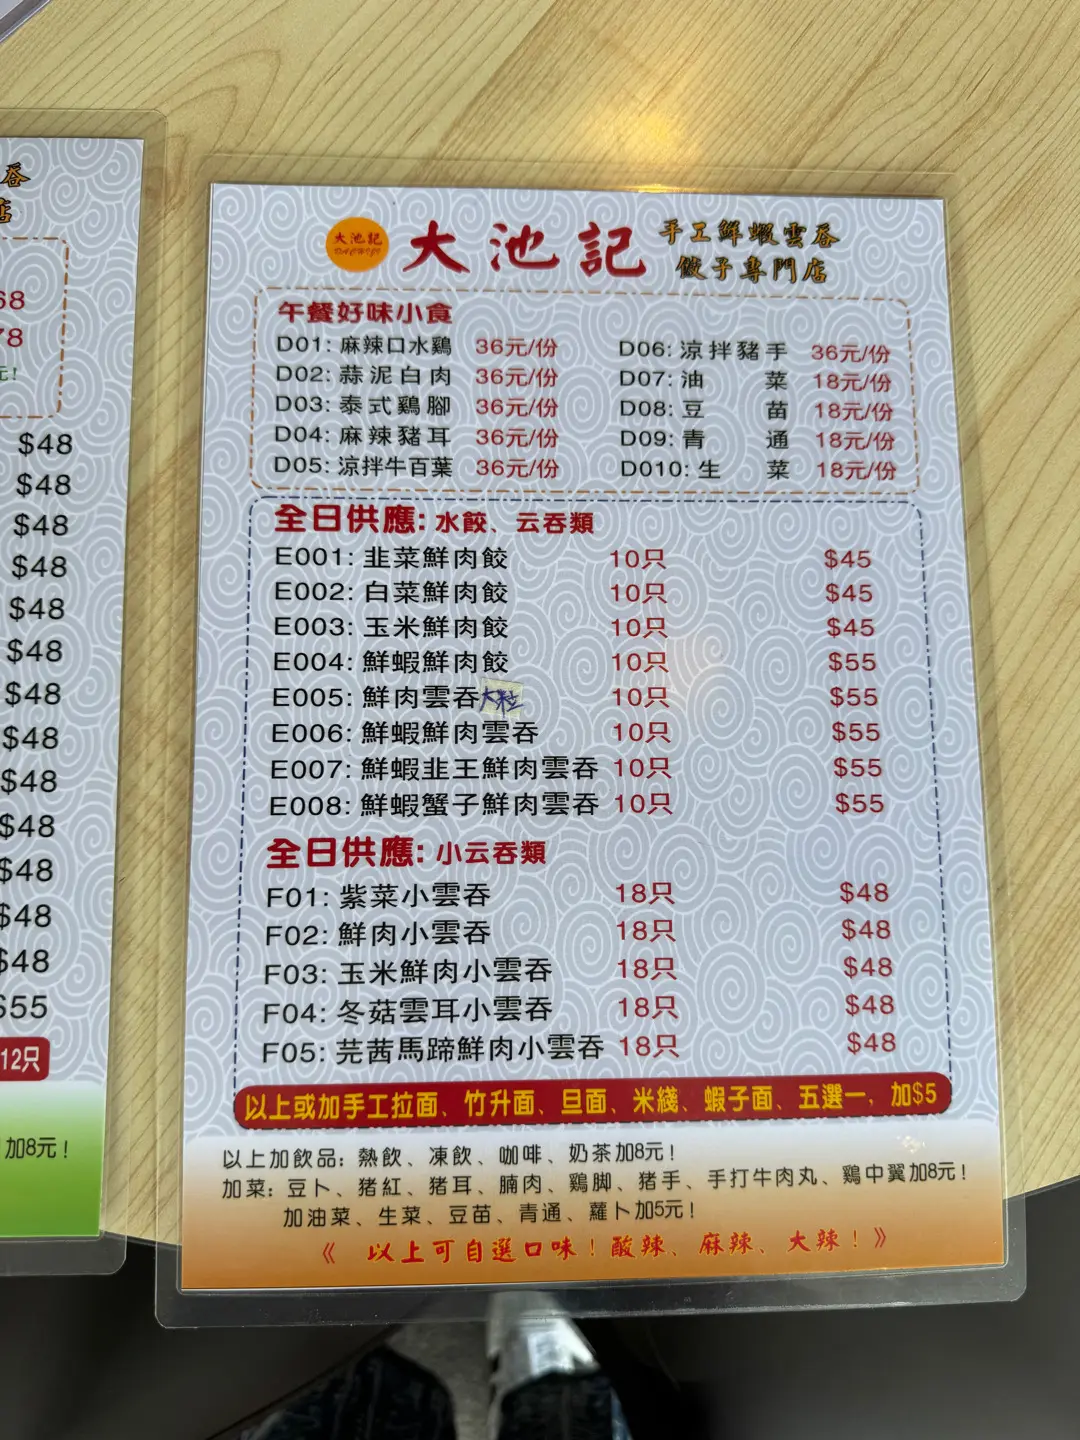 吞
店
68
78
元!
$48
$48
$48
$48
$48
$48
$48
$48
$48
$48
$48
$48
$48
$55
12只
加8元!
大池記
大池記
手工鮮蝦雲吞
餃子專門店
午餐好味小食
D01: 麻辣口水鷄 36元/份
D02: 蒜泥白肉 36元/份
D03: 泰式鷄腳 36元/份
D04: 麻辣豬耳 36元/份
D05: 涼拌牛百葉 36元/份
D06: 涼拌豬手 36元/份
D07: 油菜 18元/份
D08: 豆苗 18元/份
D09: 青通 18元/份
D010: 生菜 18元/份
全日供應: 水餃、云吞類
E001: 韭菜鮮肉餃 10只 $45
E002: 白菜鮮肉餃 10只 $45
E003: 玉米鮮肉餃 10只 $45
E004: 鮮蝦鮮肉餃 10只 $55
E005: 鮮肉雲吞 大粒 10只 $55
E006: 鮮蝦鮮肉雲吞 10只 $55
E007: 鮮蝦韭王鮮肉雲吞 10只 $55
E008: 鮮蝦蟹子鮮肉雲吞 10只 $55
全日供應: 小云吞類
F01: 紫菜小雲吞 18只 $48
F02: 鮮肉小雲吞 18只 $48
F03: 玉米鮮肉小雲吞 18只 $48
F04: 冬菇雲耳小雲吞 18只 $48
F05: 芫茜馬蹄鮮肉小雲吞 18只 $48
以上或加手工拉面、竹升面、旦面、米綫、蝦子面、五選一, 加$5
以上加飲品: 熱飲、凍飲、咖啡、奶茶加8元!
加菜: 豆卜、猪紅、猪耳、腩肉、鷄脚、猪手、手打牛肉丸、鷄中翼加8元!
加油菜、生菜、豆苗、青通、蘿卜加5元!
《 以上可自選口味! 酸辣、麻辣、大辣! 》